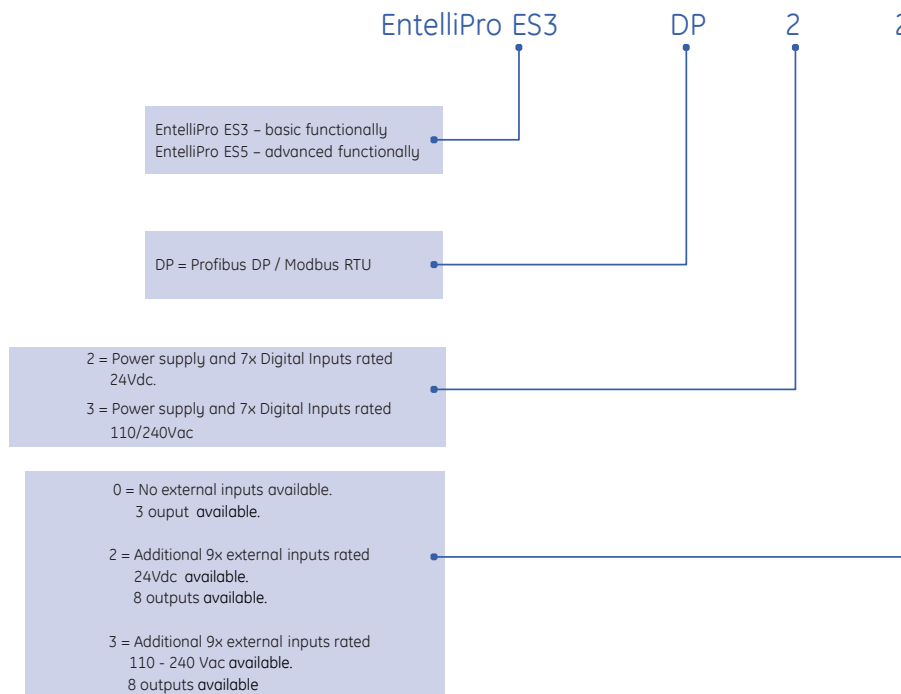 EntelliPro ES3 DP 2 2
EntelliPro ES3 – basic functionally
EntelliPro ES5 – advanced functionally
DP = Profibus DP / Modbus RTU
2 = Power supply and 7x Digital Inputs rated
24Vdc.
3 = Power supply and 7x Digital Inputs rated
110/240Vac
0 = No external inputs available.
3 ouput available.
2 = Additional 9x external inputs rated
24Vdc available.
8 outputs available.
3 = Additional 9x external inputs rated
110 - 240 Vac available.
8 outputs available